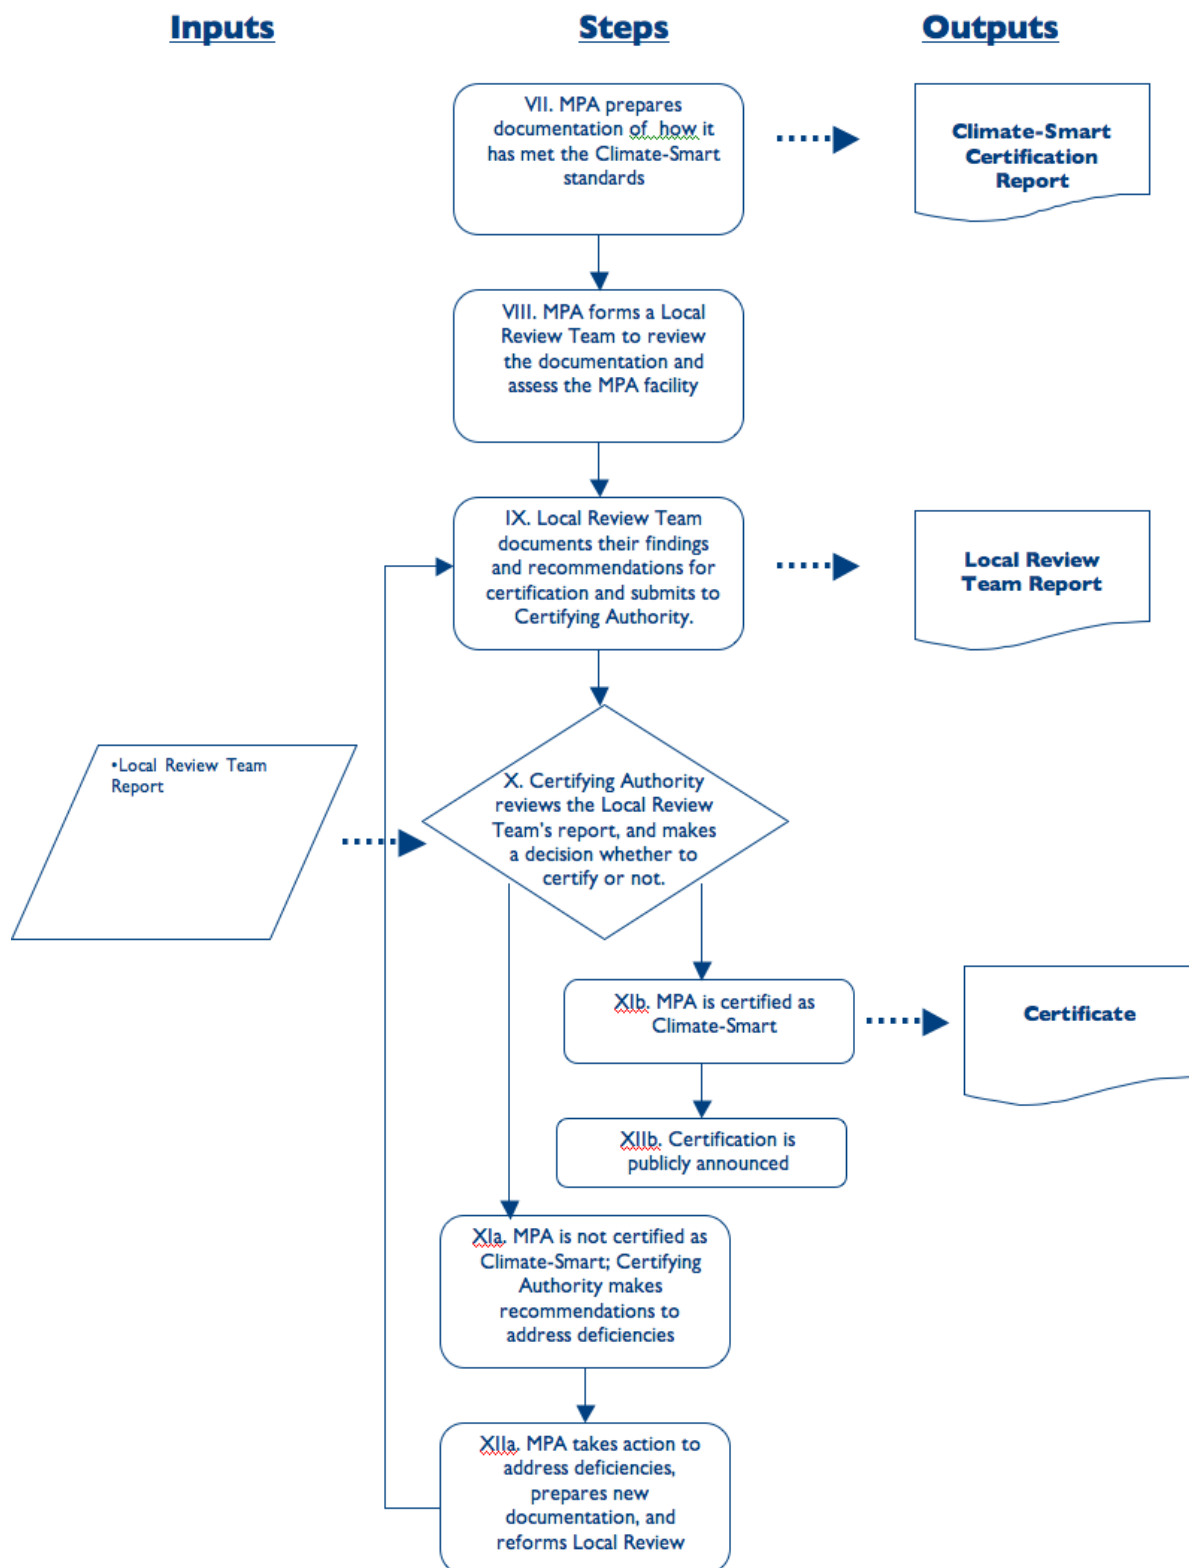 Inputs
Steps
Outputs
VII. MPA prepares
documentation of  how it
has met the Climate-Smart
standards
Climate-Smart
Certification
Report
VIII. MPA forms a Local
Review Team to review
the documentation and
assess the MPA facility
IX. Local Review Team
documents their findings
and recommendations for
certification and submits to
Certifying Authority.
Local Review
Team Report
•Local Review Team
Report
X. Certifying Authority
reviews the Local Review
Team's report, and makes
a decision whether to
certify or not.
XIb. MPA is certified as
Climate-Smart
Certificate
XIIb. Certification is
publicly announced
XIa. MPA is not certified as
Climate-Smart; Certifying
Authority makes
recommendations to
address deficiencies
XIIa. MPA takes action to
address deficiencies,
prepares new
documentation, and
reforms Local Review